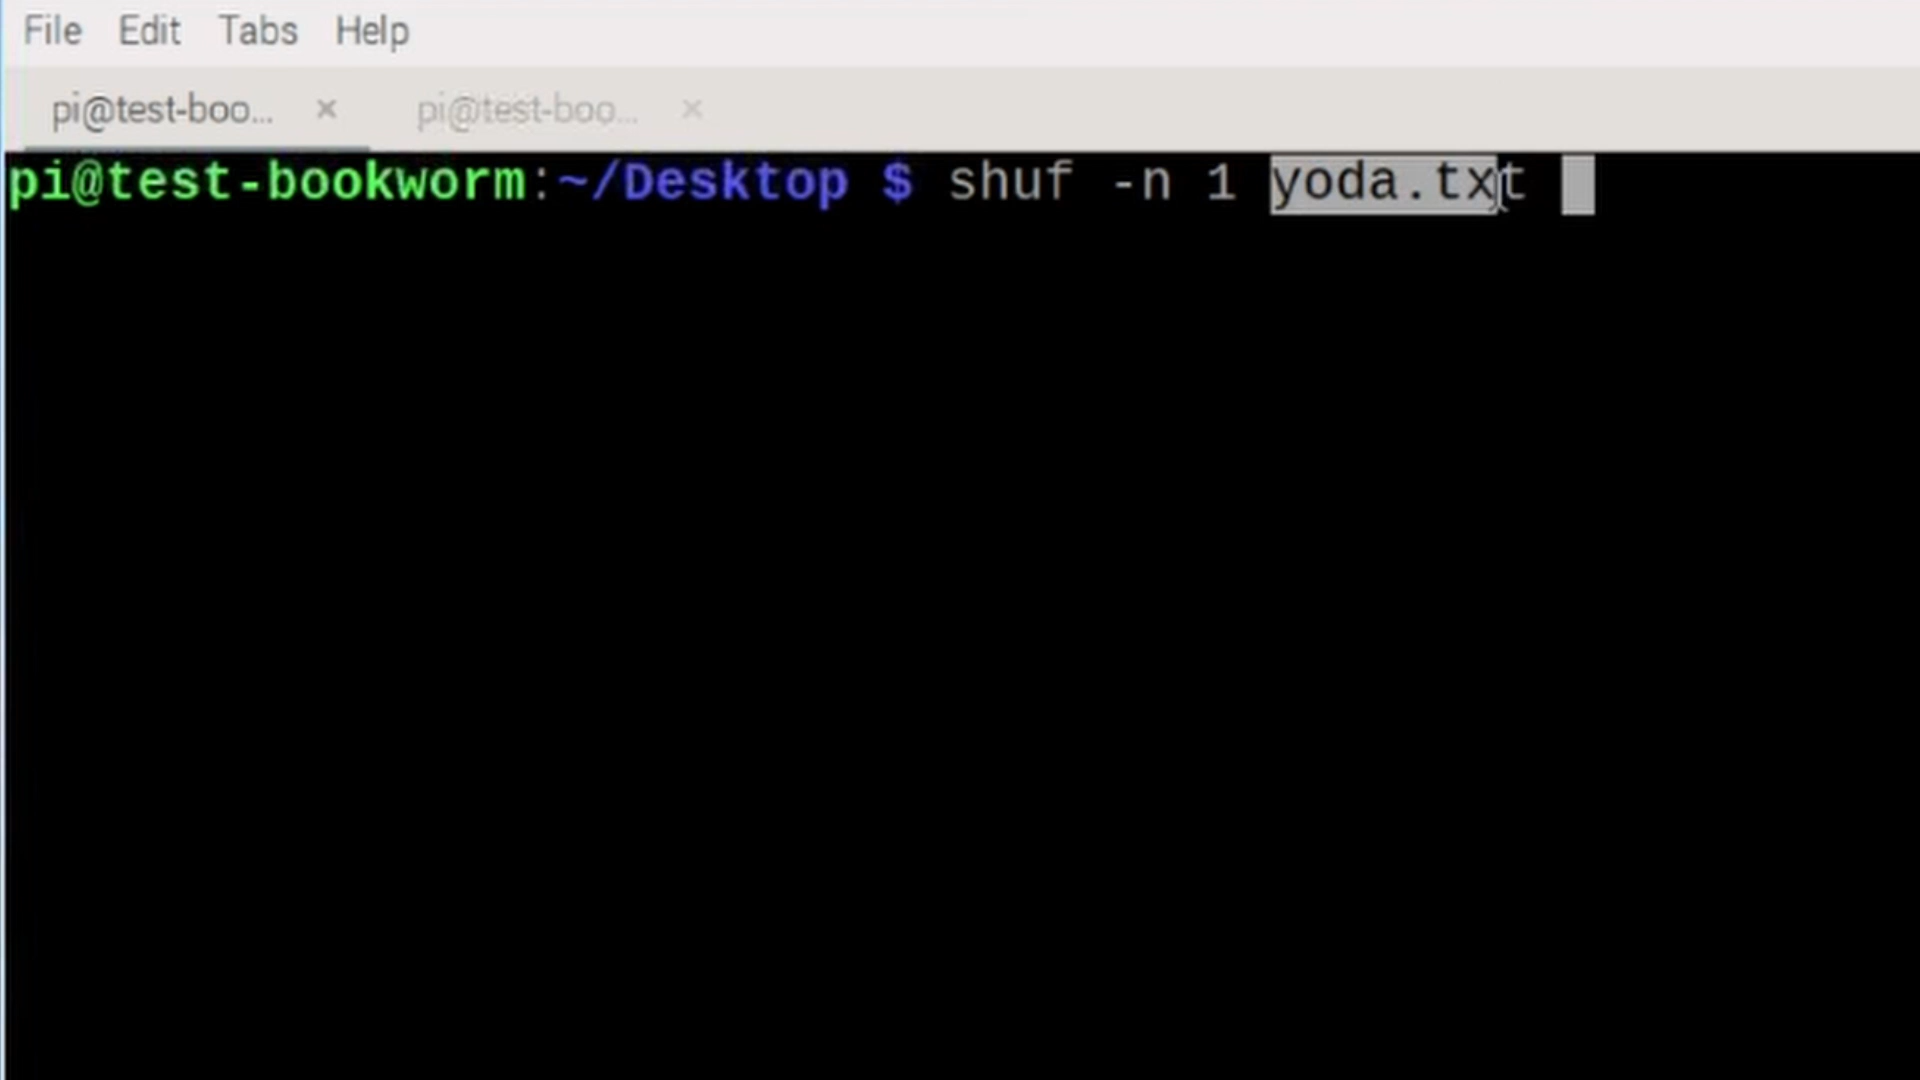 File Edit Tabs Help
pi@test-boo... × pi@test-boo... ×
pi@test-bookworm:~/Desktop $ shuf -n 1 yoda.txt